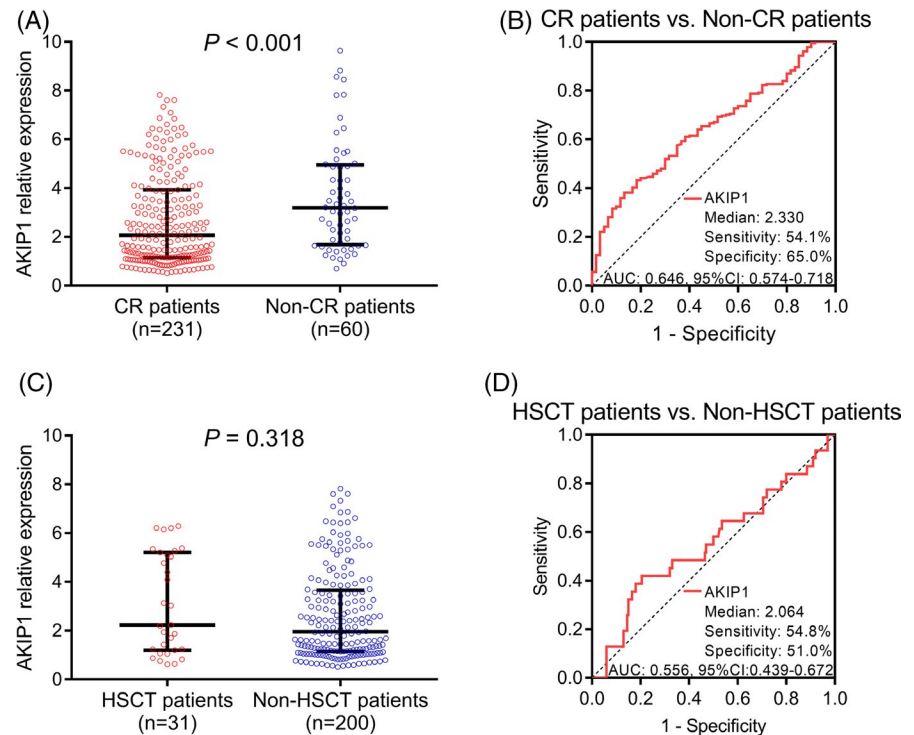 (A)
P < 0.001
AKIP1 relative expression
10
8
6
4
2
0
CR patients
(n=231)
Non-CR patients
(n=60)
(B) CR patients vs. Non-CR patients
Sensitivity
1.0
0.8
0.6
0.4
0.2
0.0
AKIP1
Median: 2.330
Sensitivity: 54.1%
Specificity: 65.0%
AUC: 0.646, 95%CI: 0.574-0.718
0.0 0.2 0.4 0.6 0.8 1.0
1 - Specificity
(C)
P = 0.318
AKIP1 relative expression
10
8
6
4
2
0
HSCT patients
(n=31)
Non-HSCT patients
(n=200)
(D)
HSCT patients vs. Non-HSCT patients
Sensitivity
1.0
0.8
0.6
0.4
0.2
0.0
AKIP1
Median: 2.064
Sensitivity: 54.8%
Specificity: 51.0%
AUC: 0.556, 95%CI:0.439-0.672
0.0 0.2 0.4 0.6 0.8 1.0
1 - Specificity